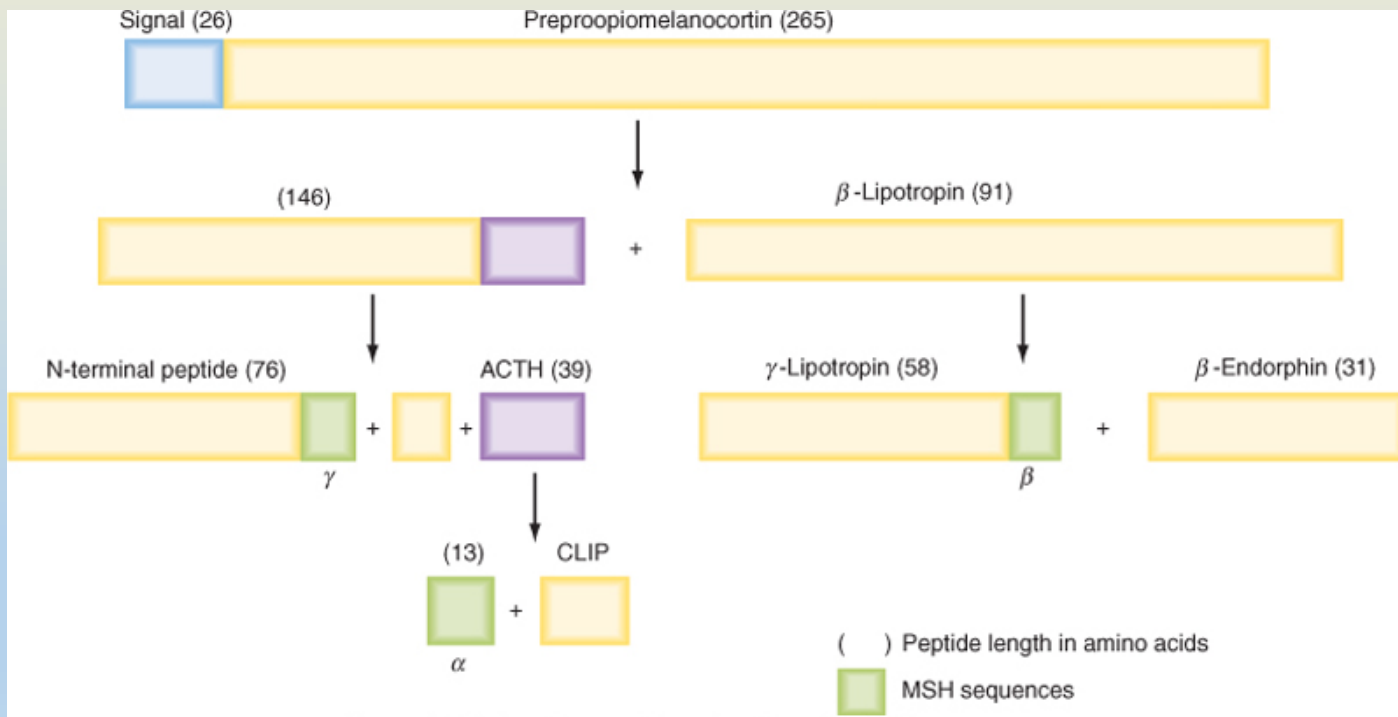 Signal (26)
Preproopiomelanocortin (265)
(146)
β-Lipotropin (91)
+
N-terminal peptide (76)
ACTH (39)
γ-Lipotropin (58)
β-Endorphin (31)
+
+
+
γ
β
(13)
CLIP
+
α
( ) Peptide length in amino acids
MSH sequences